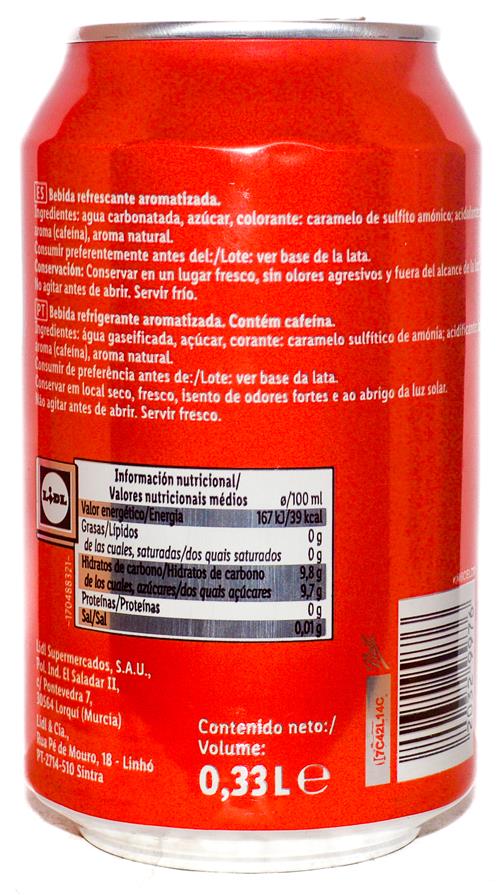 ES Bebida refrescante aromatizada.
Ingredientes: agua carbonatada, azúcar, colorante: caramelo de sulfito amónico;
aroma (cafeína), aroma natural.
Consumir preferentemente antes del:/Lote: ver base de la lata.
Conservación: Conservar en un lugar fresco, sin olores agresivos y fuera del alcance de
No agitar antes de abrir. Servir frío.
PT Bebida refrigerante aromatizada. Contém cafeína.
Ingredientes: água gaseificada, açúcar, corante: caramelo sulfítico de amónia;
aroma (cafeína), aroma natural.
Consumir de preferência antes de:/Lote: ver base da lata.
Conservar em local seco, fresco, isento de odores fortes e ao abrigo da luz solar.
Não agitar antes de abrir. Servir fresco.
LiDL
Información nutricional/
Valores nutricionais médios ø/100 ml
Valor energético/Energia 167 kJ/39 kcal
Grasas/Lípidos 0 g
de las cuales, saturadas/dos quais saturados 0 g
Hidratos de carbono/Hidratos de carbono 9,8 g
de los cuales, azúcares/dos quais açúcares 9,7 g
Proteínas/Proteínas 0 g
Sal/Sal 0,01 g
-170488321-
Lidl Supermercados, S.A.U.,
Pol. Ind. El Saladar II,
c/ Pontevedra 7,
30564 Lorquí (Murcia)
Lidl & Cia.,
Rua Pé de Mouro, 18 - Linhó
PT-2714-510 Sintra
Contenido neto:/
Volume:
0,33L e
7C42L14C